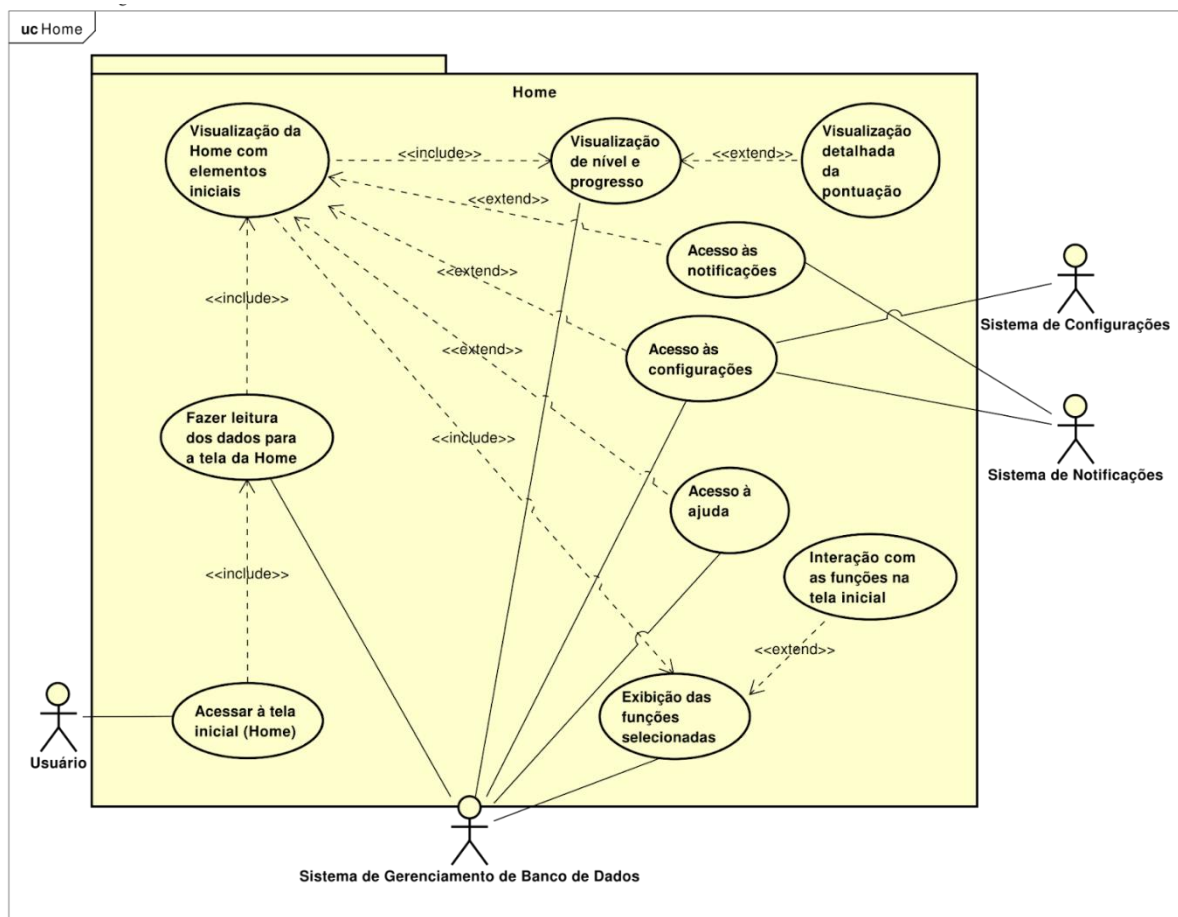 uc Home
Home
Visualização da
Home com
elementos
iniciais
<<include>>
Visualização
de nível e
progresso
<<extend>>
Visualização
detalhada
da
pontuação
<<extend>>
Acesso às
notificações
<<extend>>
<<include>>
Sistema de Configurações
Acesso às
configurações
<<extend>>
Fazer leitura
dos dados para
a tela da Home
<<include>>
Sistema de Notificações
Acesso à
ajuda
Interação com
as funções na
tela inicial
<<include>>
<<extend>>
Acessar à tela
inicial (Home)
Exibição das
funções
selecionadas
Usuário
Sistema de Gerenciamento de Banco de Dados